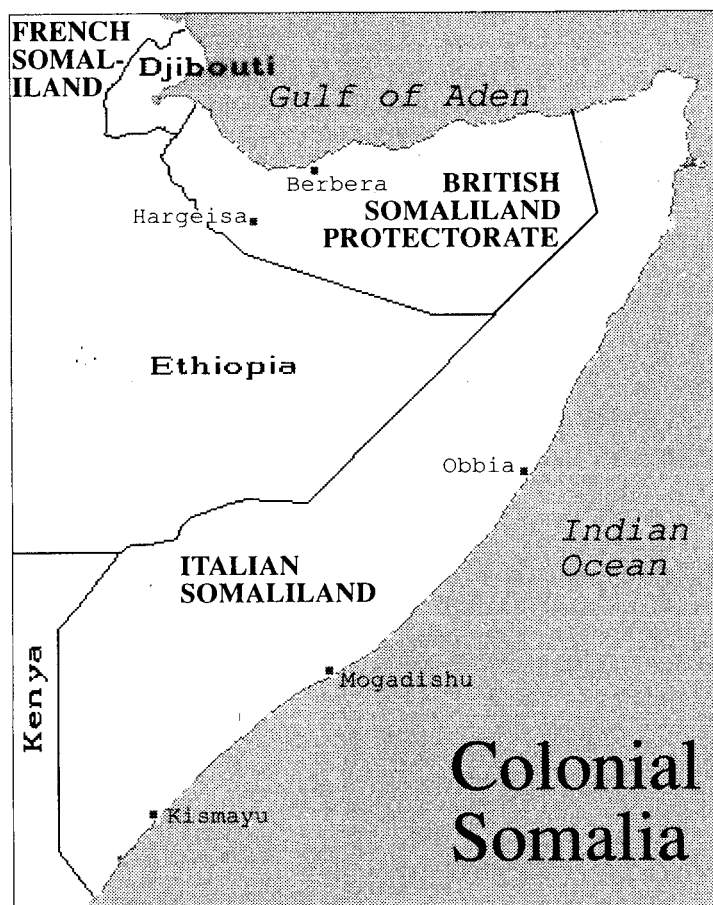 FRENCH
SOMAL-
ILAND
Djibouti
Gulf of Aden
Berbera
BRITISH
SOMALILAND
PROTECTORATE
Hargeisa
Ethiopia
Obbia
Indian
Ocean
ITALIAN
SOMALILAND
Kenya
Mogadishu
Kismayu
Colonial
Somalia